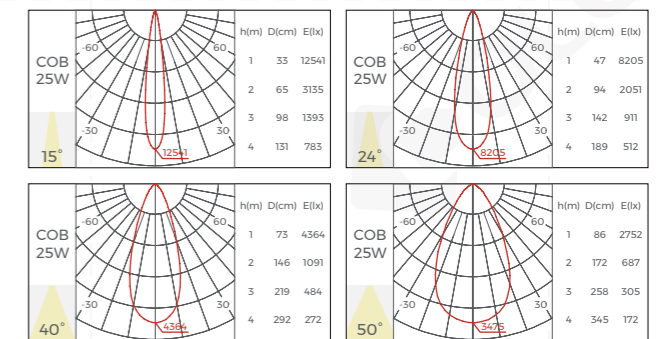 COB
25W
15°
-60
60
-30
30
12541
h(m) D(cm) E(lx)
1 33 12541
2 65 3135
3 98 1393
4 131 783
COB
25W
24°
-60
60
-30
30
8205
h(m) D(cm) E(lx)
1 47 8205
2 94 2051
3 142 911
4 189 512
COB
25W
40°
-60
60
-30
30
4364
h(m) D(cm) E(lx)
1 73 4364
2 146 1091
3 219 484
4 292 272
COB
25W
50°
-60
60
-30
30
3475
h(m) D(cm) E(lx)
1 86 2752
2 172 687
3 258 305
4 345 172